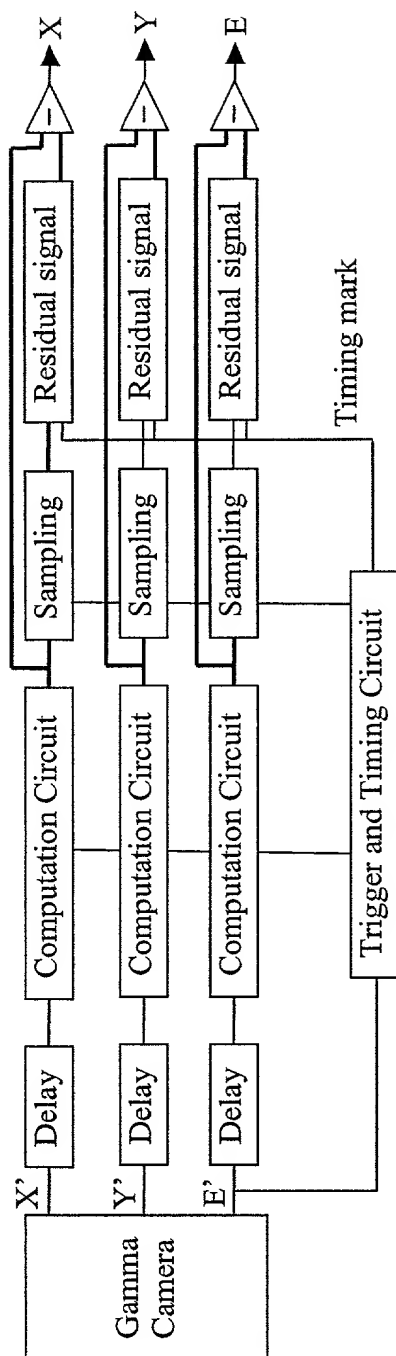 Gamma
Camera
X'
Delay
Computation Circuit
Sampling
Residual signal
–
X
Y'
Delay
Computation Circuit
Sampling
Residual signal
–
Y
E'
Delay
Computation Circuit
Sampling
Residual signal
–
E
Timing mark
Trigger and Timing Circuit